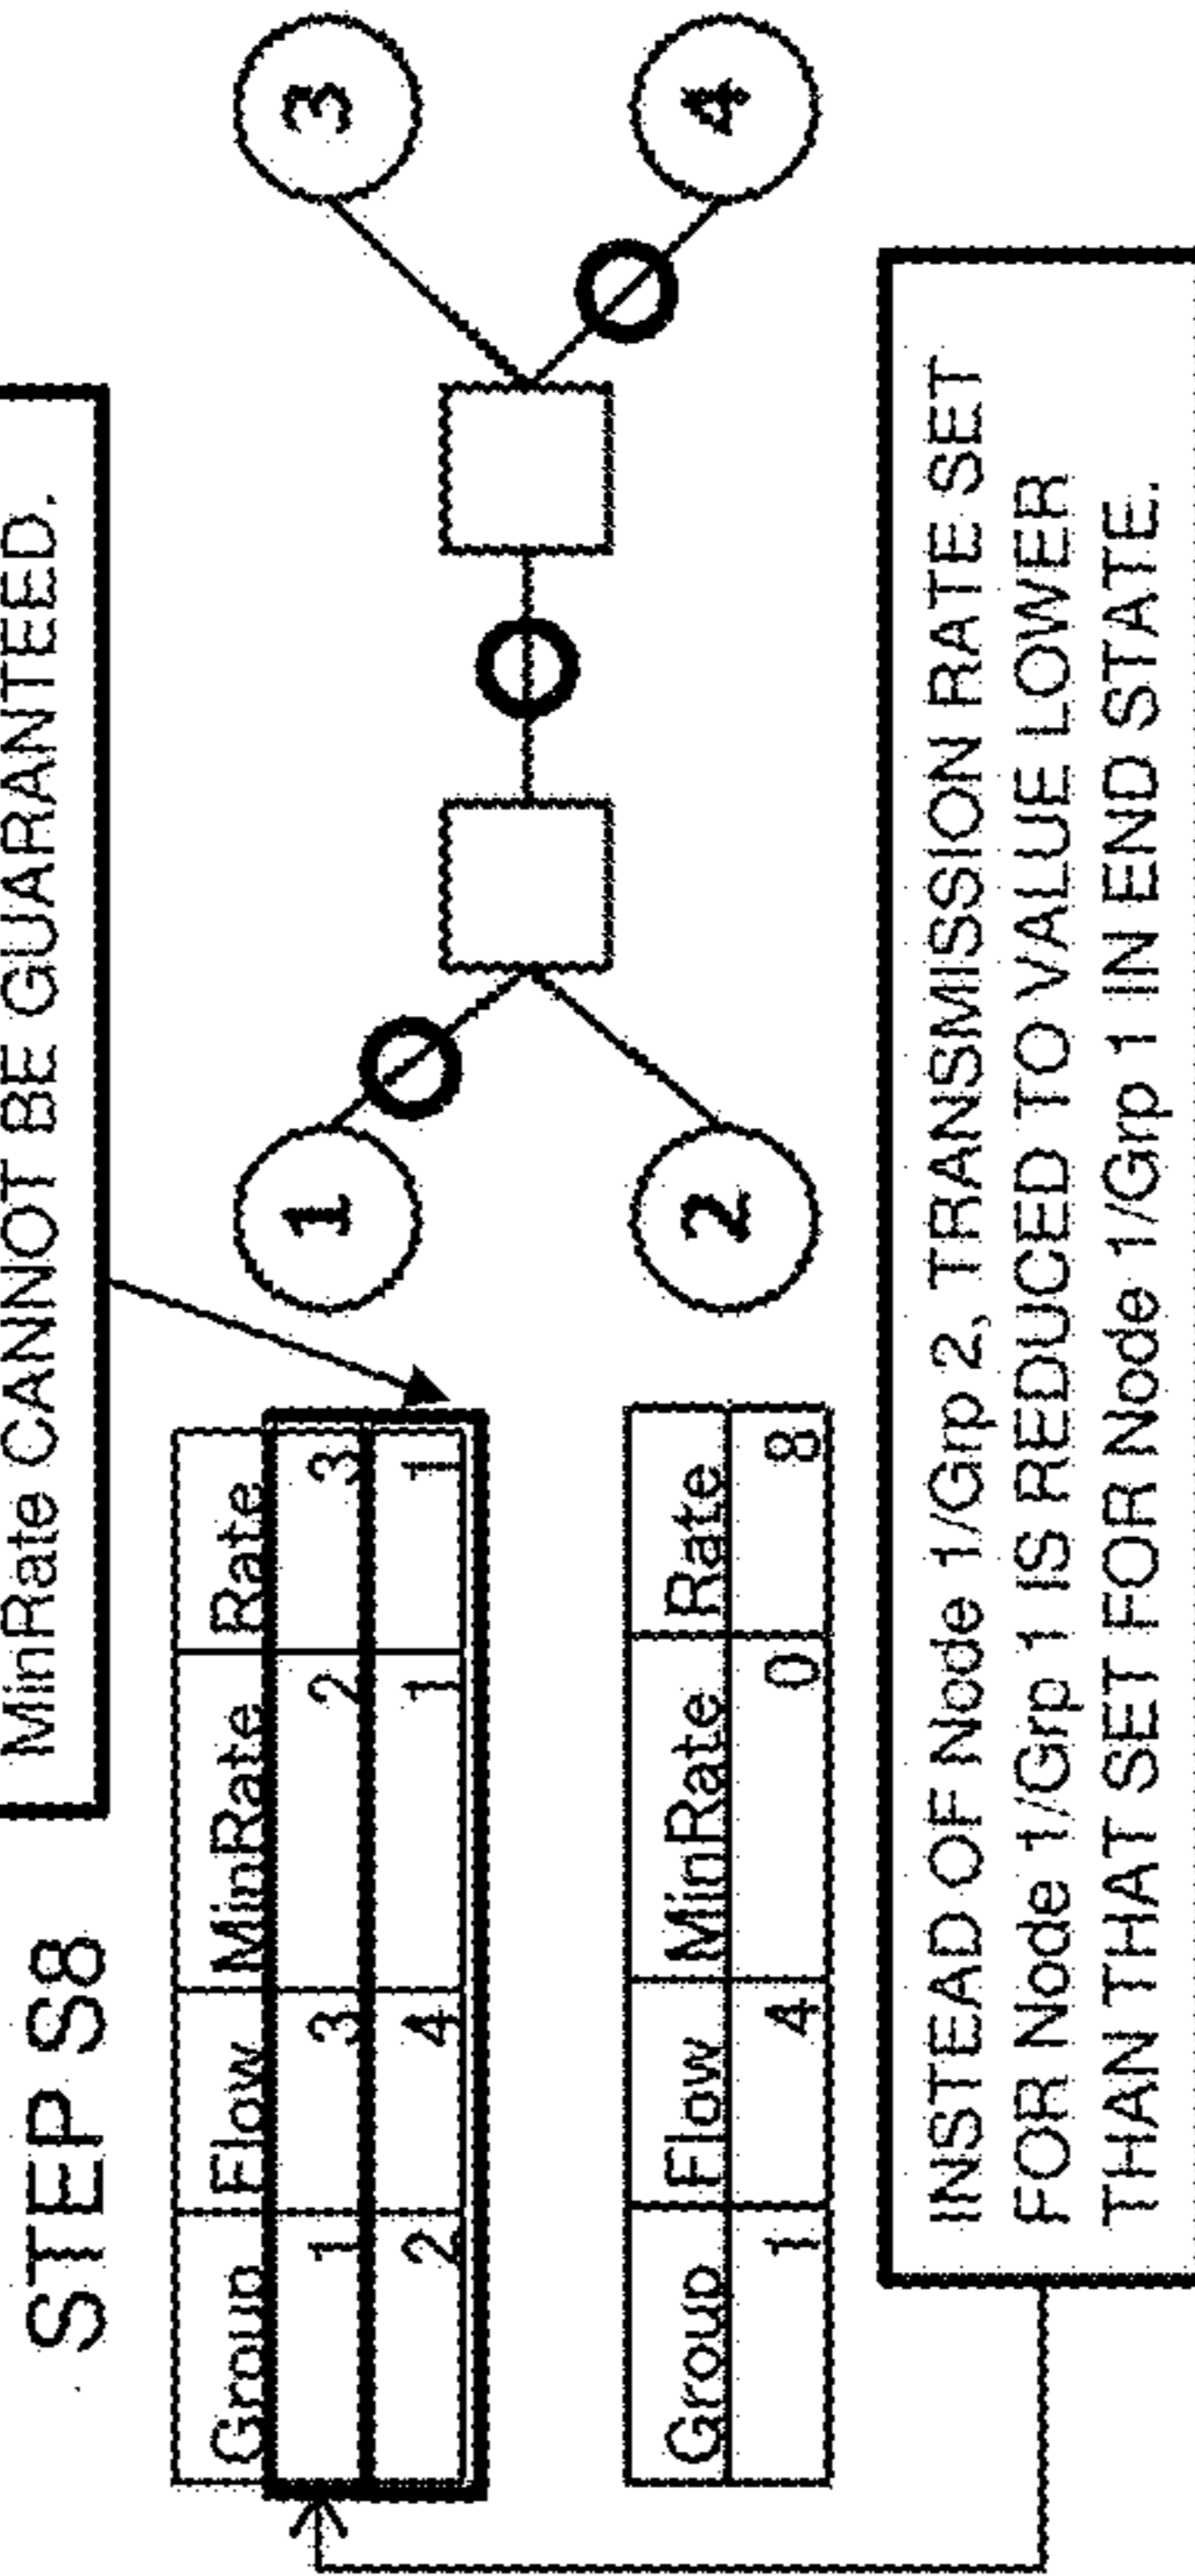 MinRate CANNOT BE GUARANTEED.
STEP S8
Group Flow MinRate Rate
1 3 2 3
2 4 1 1
1
3
2
4
Group Flow MinRate Rate
1 4 0 8
INSTEAD OF Node 1/Grp 2, TRANSMISSION RATE SET
FOR Node 1/Grp 1 IS REDUCED TO VALUE LOWER
THAN THAT SET FOR Node 1/Grp 1 IN END STATE.